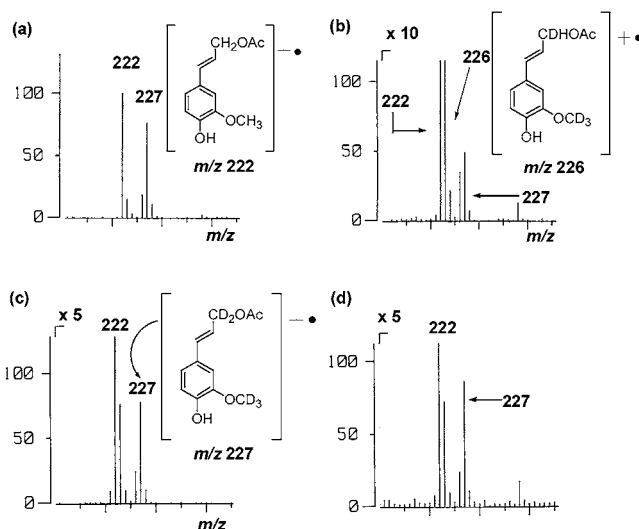 (a)
222
227
100
50
0
m/z
CH₂OAc
OCH₃
OH
m/z 222
−•
(b)
x 10
222
226
227
100
50
0
m/z
CDHOAc
OCD₃
OH
m/z 226
+•
(c)
x 5
222
227
100
50
0
m/z
CD₂OAc
OCD₃
OH
m/z 227
−•
(d)
x 5
222
227
100
50
0